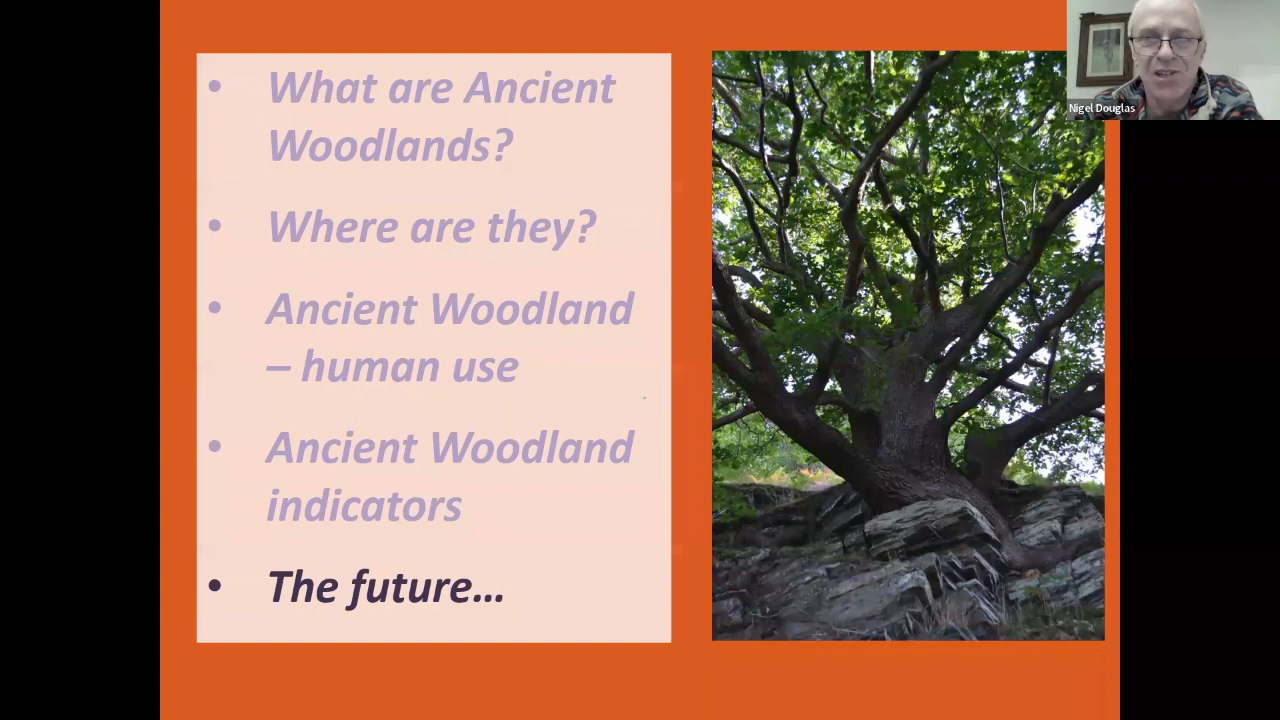 • What are Ancient
Woodlands?
• Where are they?
• Ancient Woodland
– human use
• Ancient Woodland
indicators
• The future...
Nigel Douglas